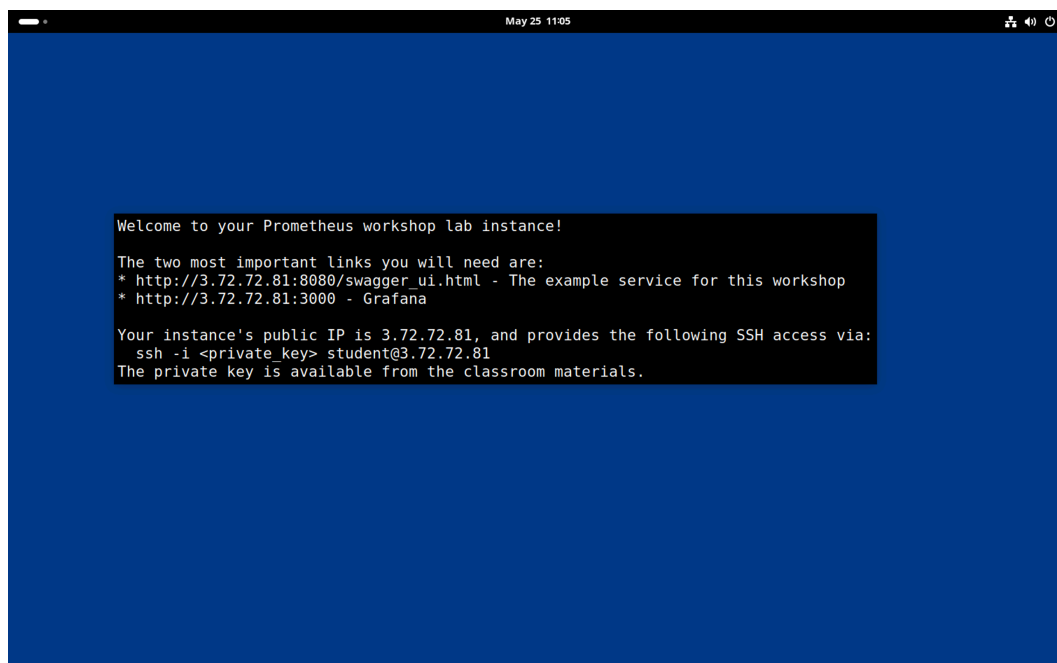 May 25 11:05
Welcome to your Prometheus workshop lab instance!
The two most important links you will need are:
* http://3.72.72.81:8080/swagger_ui.html - The example service for this workshop
* http://3.72.72.81:3000 - Grafana
Your instance's public IP is 3.72.72.81, and provides the following SSH access via:
ssh -i <private_key> student@3.72.72.81
The private key is available from the classroom materials.